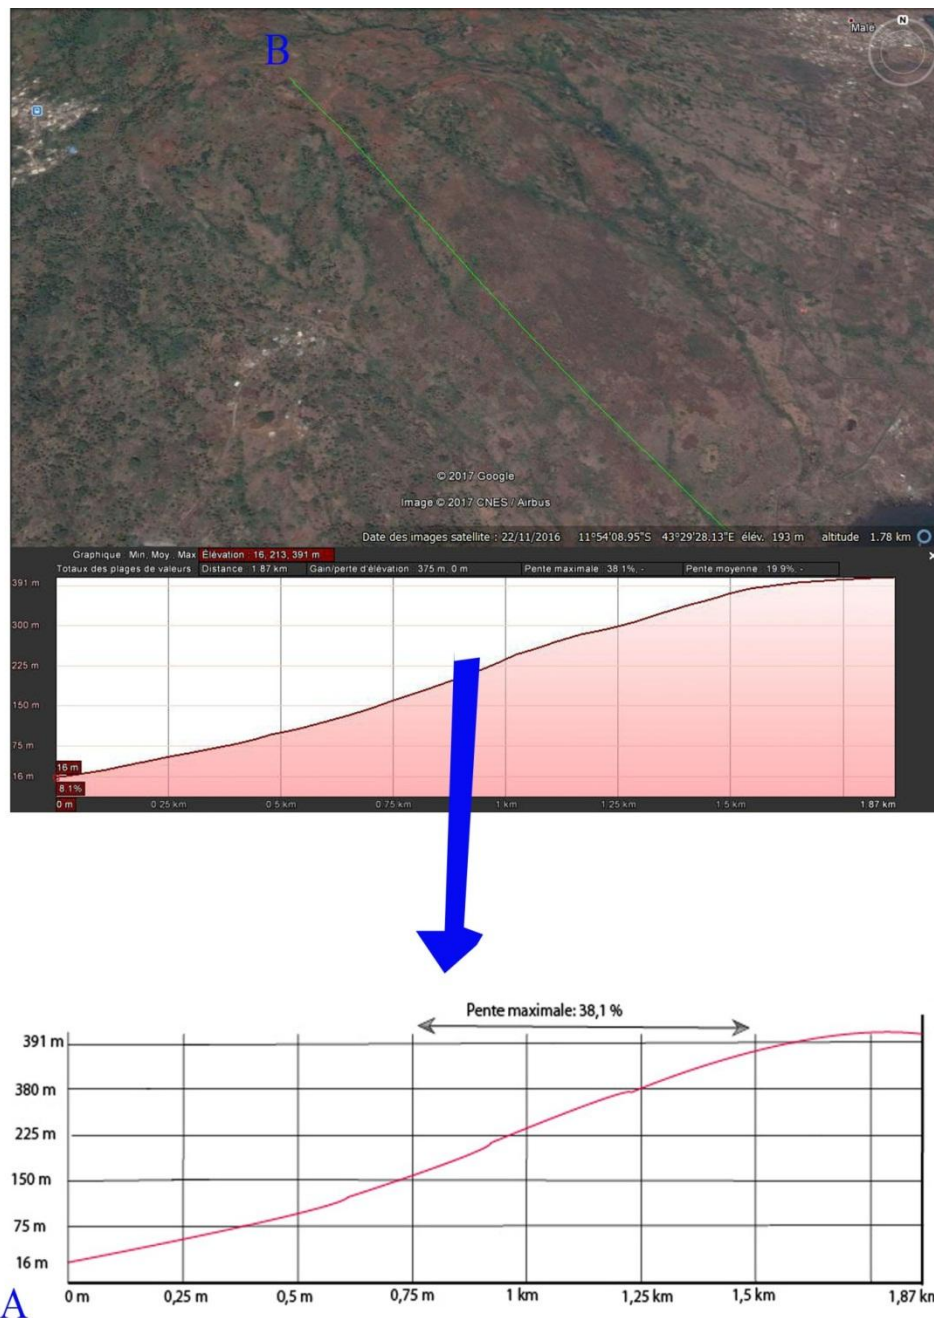 B
Malé
N
© 2017 Google
Image © 2017 CNES / Airbus
Date des images satellite : 22/11/2016 11°54'08.95"S 43°29'28.13"E élév. 193 m altitude 1.78 km
Graphique : Min, Moy, Max Élévation : 16, 213, 391 m
Totaux des plages de valeurs : Distance : 1.87 km Gain/perte d'élévation : 375 m, 0 m Pente maximale : 38.1%, - Pente moyenne : 19.9%, -
391 m
300 m
225 m
150 m
75 m
16 m
16 m
8.1%
0 m 0.25 km 0.5 km 0.75 km 1 km 1.25 km 1.5 km 1.87 km
Pente maximale: 38,1 %
391 m
380 m
225 m
150 m
75 m
16 m
0 m 0,25 m 0,5 m 0,75 m 1 km 1,25 km 1,5 km 1,87 km
A